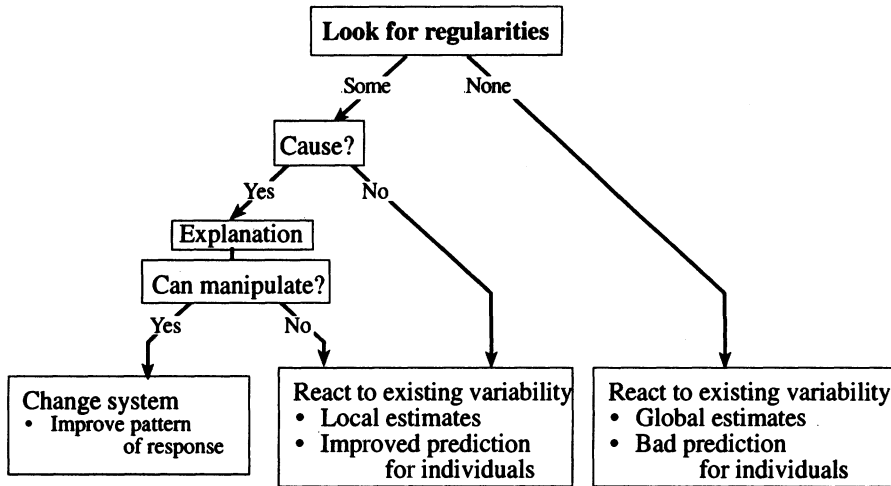 Look for regularities
Some
None
Cause?
Yes
No
Explanation
Can manipulate?
Yes
No
Change system
• Improve pattern
of response
React to existing variability
• Local estimates
• Improved prediction
for individuals
React to existing variability
• Global estimates
• Bad prediction
for individuals